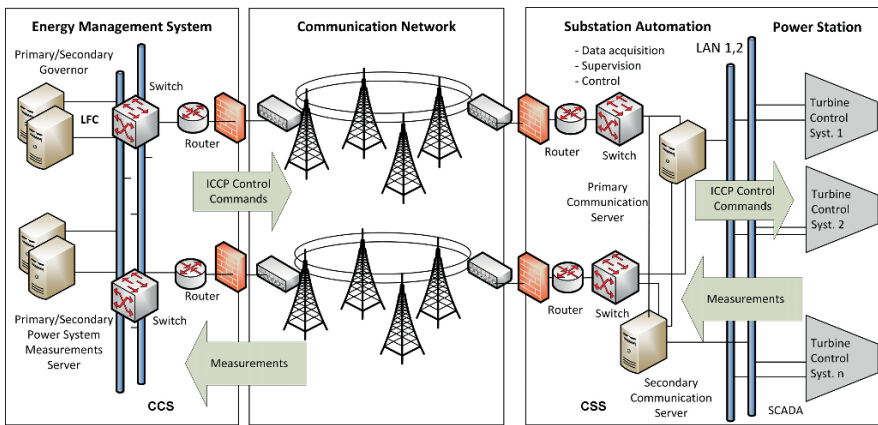 Energy Management System
Communication Network
Substation Automation
Power Station
Primary/Secondary
Governor
LFC
Switch
Router
ICCP Control
Commands
- Data acquisition
- Supervision
- Control
LAN 1,2
Router
Switch
Primary
Communication
Server
ICCP Control
Commands
Turbine
Control
Syst. 1
Turbine
Control
Syst. 2
Primary/Secondary
Power System
Measurements
Server
Switch
Router
Measurements
CCS
Router
Switch
Measurements
Secondary
Communication
Server
CSS
SCADA
Turbine
Control
Syst. n